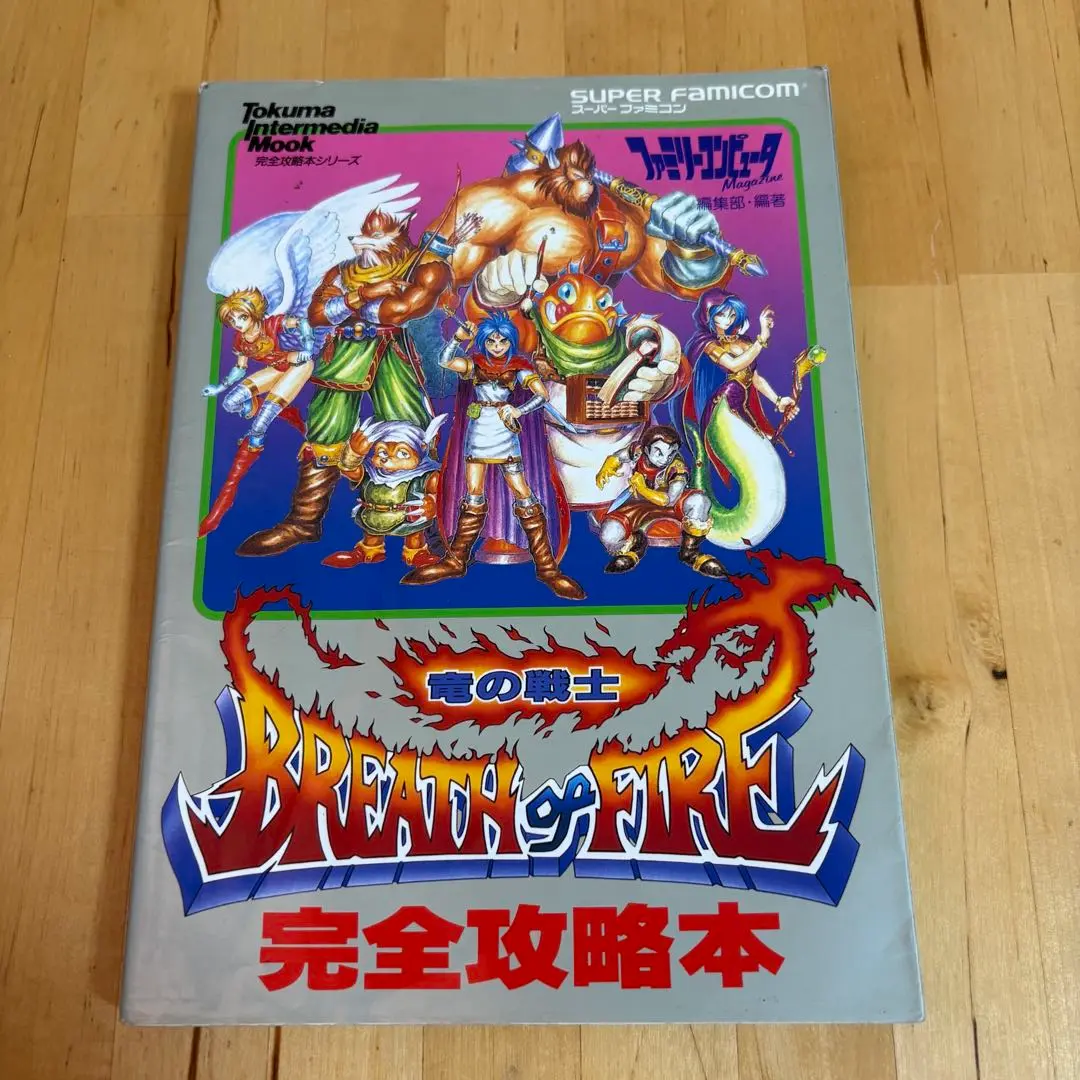 Tokuma
Intermedia
Mook
完全攻略本シリーズ
SUPER FAMICOM
スーパーファミコン
ファミリーコンピュータ
Magazine
編集部・編著
竜の戦士
BREATH OF FIRE
完全攻略本